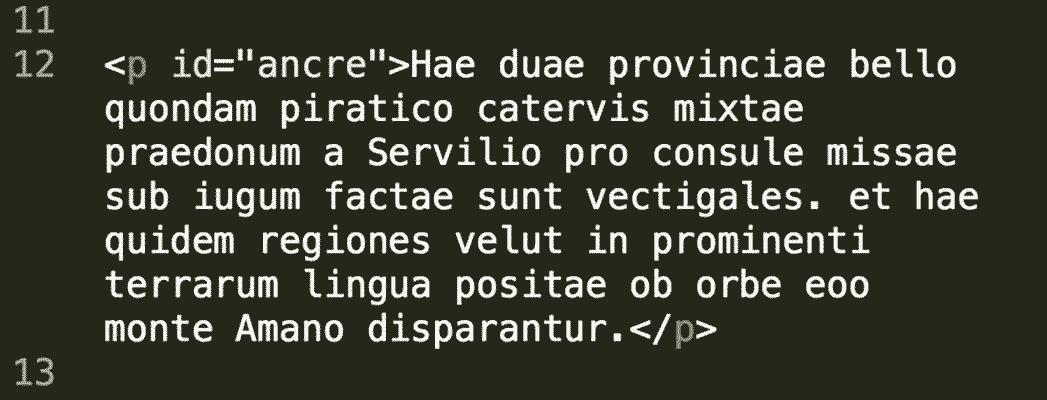 11
12 <p id="ancre">Hae duae provinciae bello
quondam piratico catervis mixtae
praedonum a Servilio pro consule missae
sub iugum factae sunt vectigales. et hae
quidem regiones velut in prominenti
terrarum lingua positae ob orbe eoo
monte Amano disparantur.</p>
13